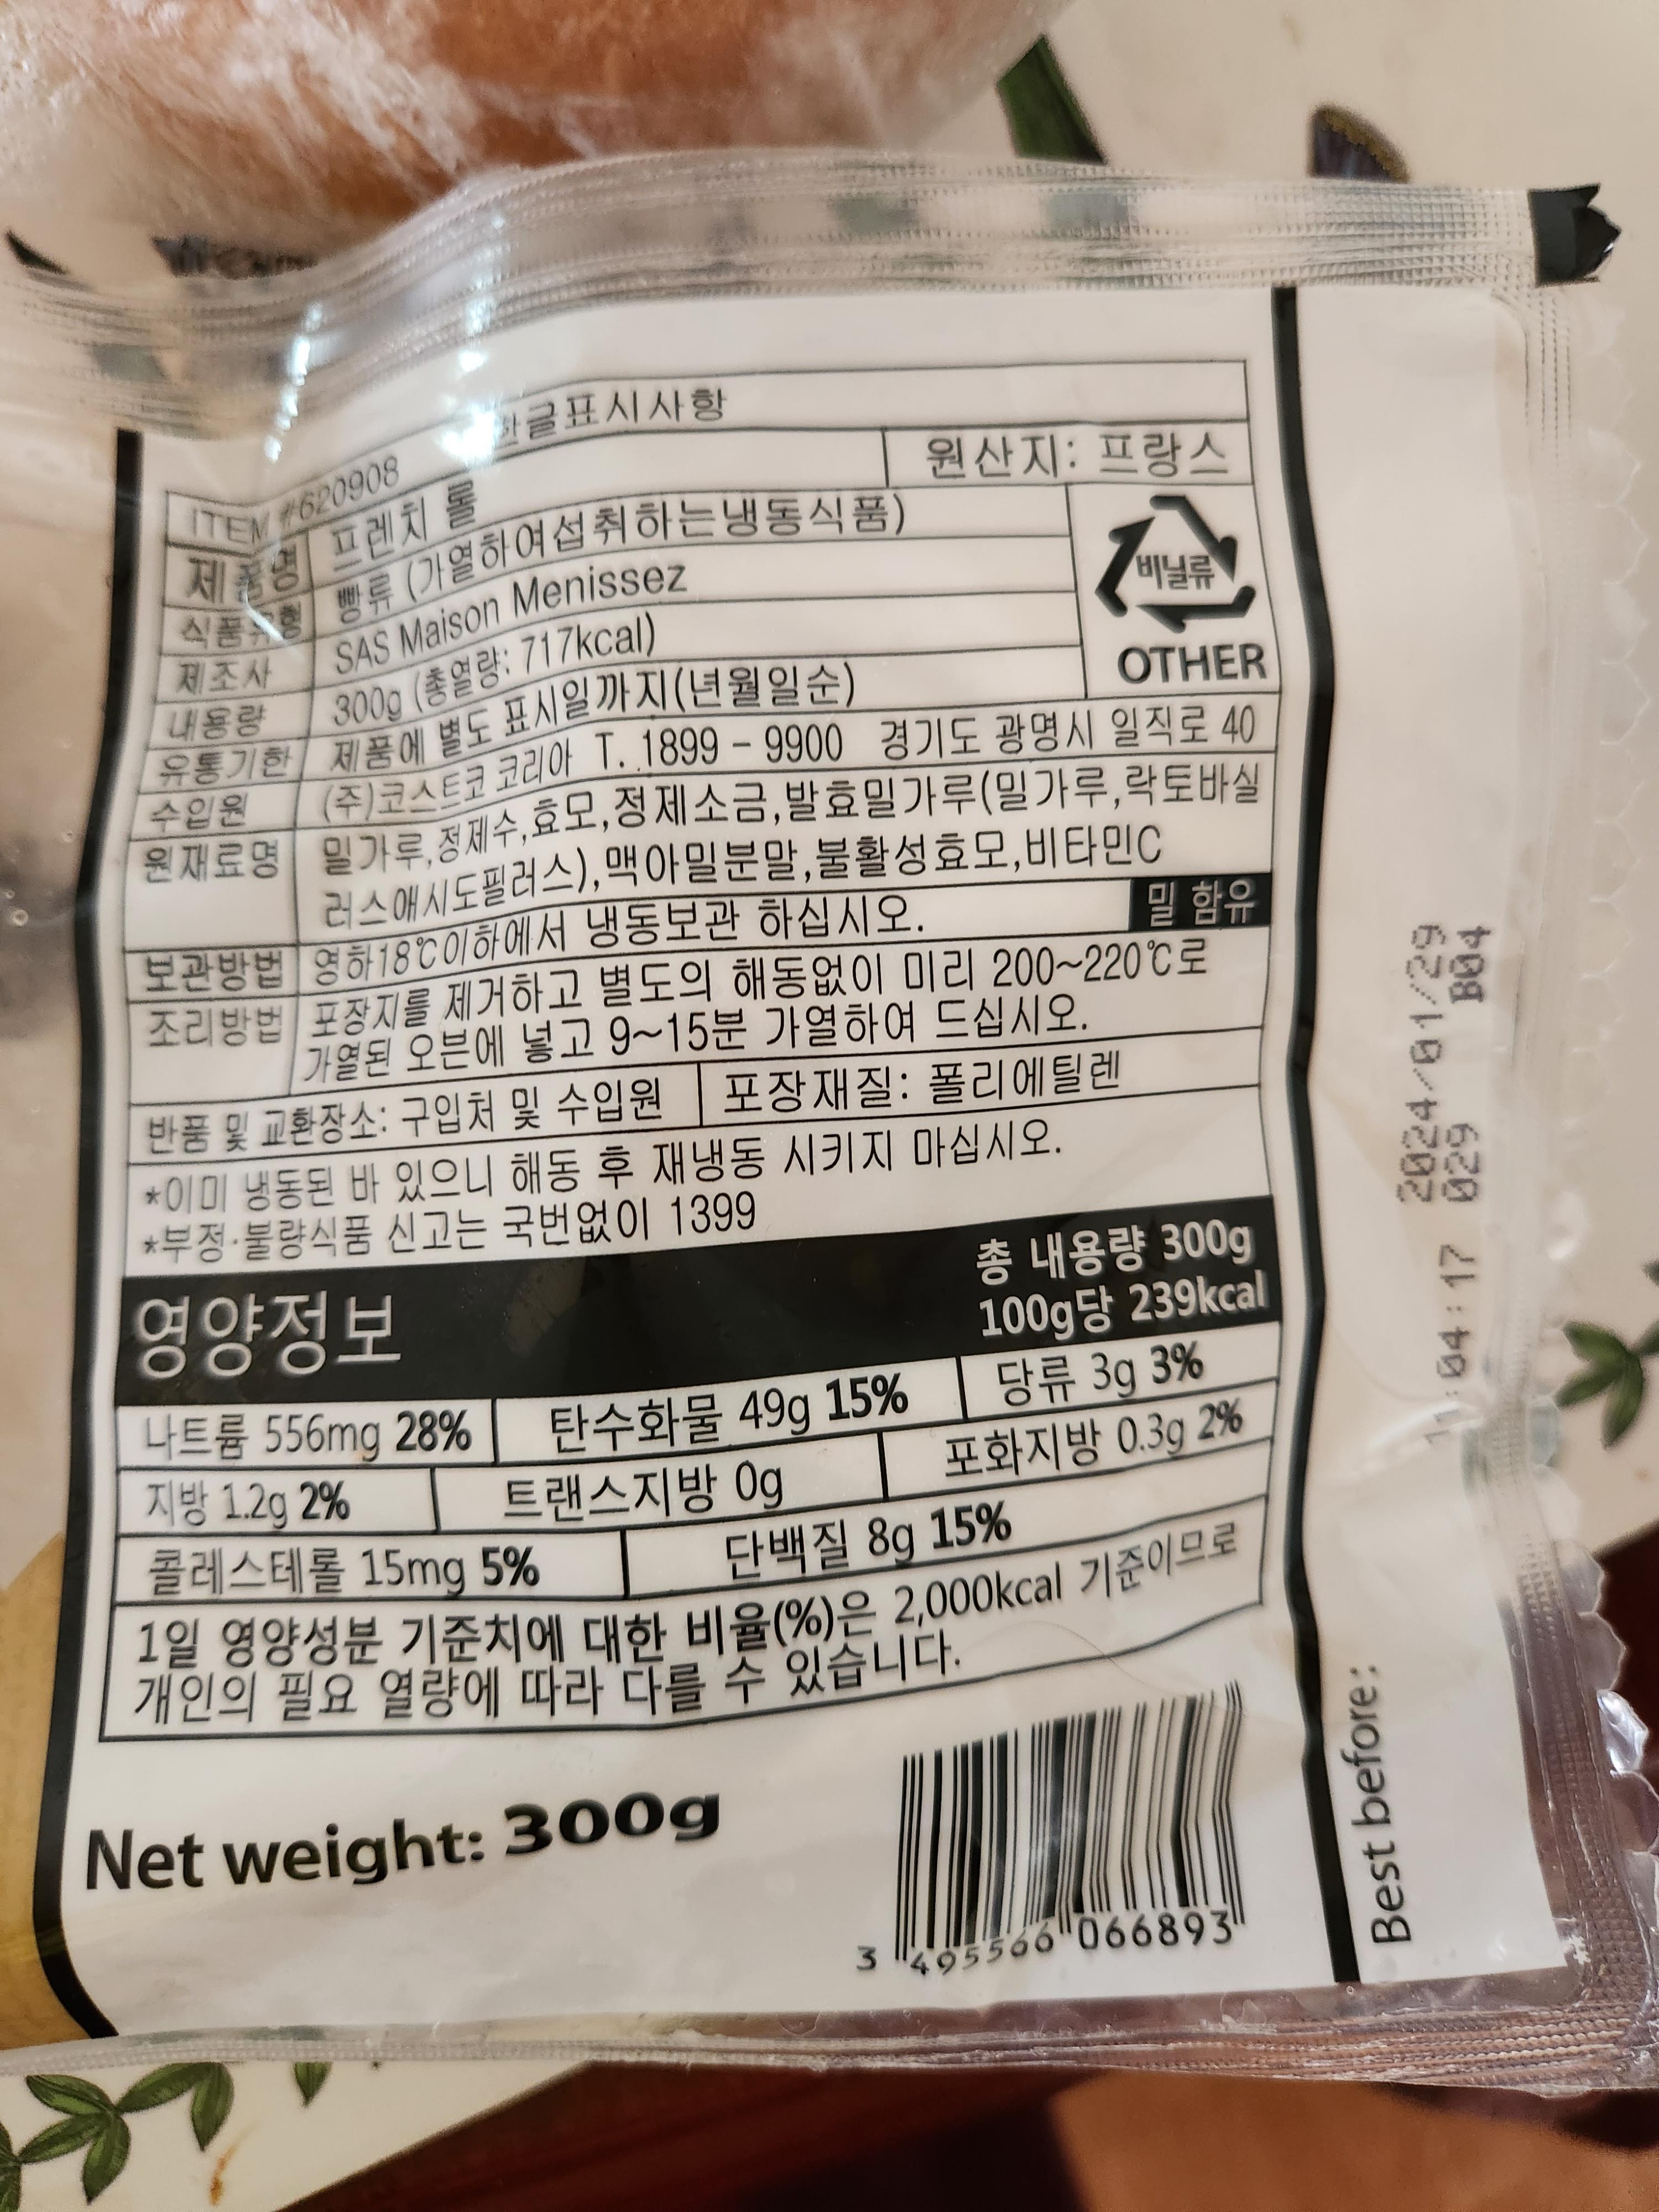 한글표시사항
ITEM #620908
원산지: 프랑스
제품명 프렌치 롤
식품유형 빵류 (가열하여섭취하는냉동식품)
제조사 SAS Maison Menissez
내용량 300g (총열량: 717kcal)
비닐류
OTHER
유통기한 제품에 별도 표시일까지(년월일순)
수입원 (주)코스트코 코리아 T. 1899 - 9900 경기도 광명시 일직로 40
원재료명 밀가루,정제수,효모,정제소금,발효밀가루(밀가루,락토바실
러스애시도필러스),맥아밀분말,불활성효모,비타민C
밀 함유
보관방법 영하18℃이하에서 냉동보관 하십시오.
조리방법 포장지를 제거하고 별도의 해동없이 미리 200~220℃로
가열된 오븐에 넣고 9~15분 가열하여 드십시오.
반품 및 교환장소: 구입처 및 수입원 포장재질: 폴리에틸렌
*이미 냉동된 바 있으니 해동 후 재냉동 시키지 마십시오.
*부정·불량식품 신고는 국번없이 1399
영양정보
총 내용량 300g
100g당 239kcal
나트륨 556mg 28% 탄수화물 49g 15% 당류 3g 3%
지방 1.2g 2% 트랜스지방 0g 포화지방 0.3g 2%
콜레스테롤 15mg 5% 단백질 8g 15%
1일 영양성분 기준치에 대한 비율(%)은 2,000kcal 기준이므로
개인의 필요 열량에 따라 다를 수 있습니다.
Net weight: 300g
3 495566 066893
Best before:
2024/01/29
11:04:17 029 B04